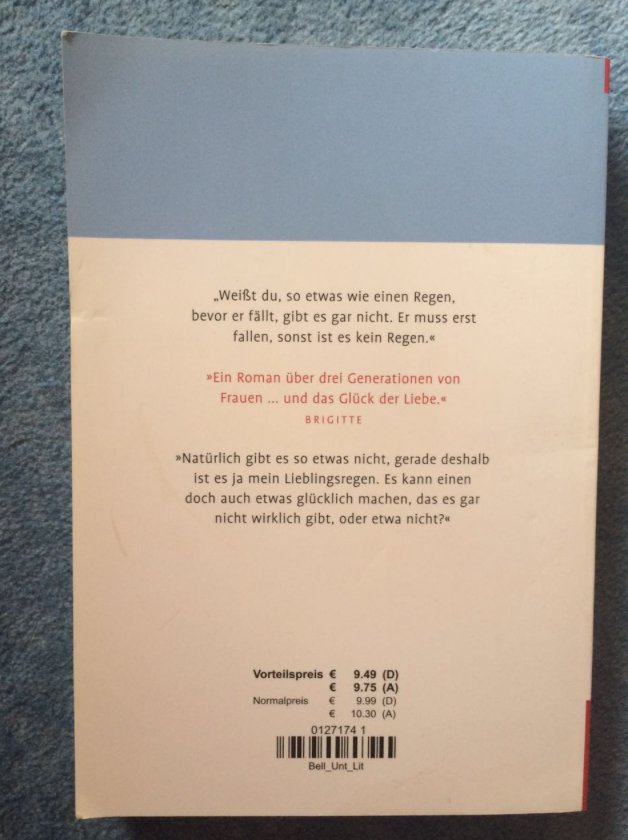 „Weißt du, so etwas wie einen Regen,
bevor er fällt, gibt es gar nicht. Er muss erst
fallen, sonst ist es kein Regen.«
»Ein Roman über drei Generationen von
Frauen ... und das Glück der Liebe.«
BRIGITTE
»Natürlich gibt es so etwas nicht, gerade deshalb
ist es ja mein Lieblingsregen. Es kann einen
doch auch etwas glücklich machen, das es gar
nicht wirklich gibt, oder etwa nicht?«
Vorteilspreis € 9.49 (D)
€ 9.75 (A)
Normalpreis € 9.99 (D)
€ 10.30 (A)
0127174 1
Bell_Unt_Lit